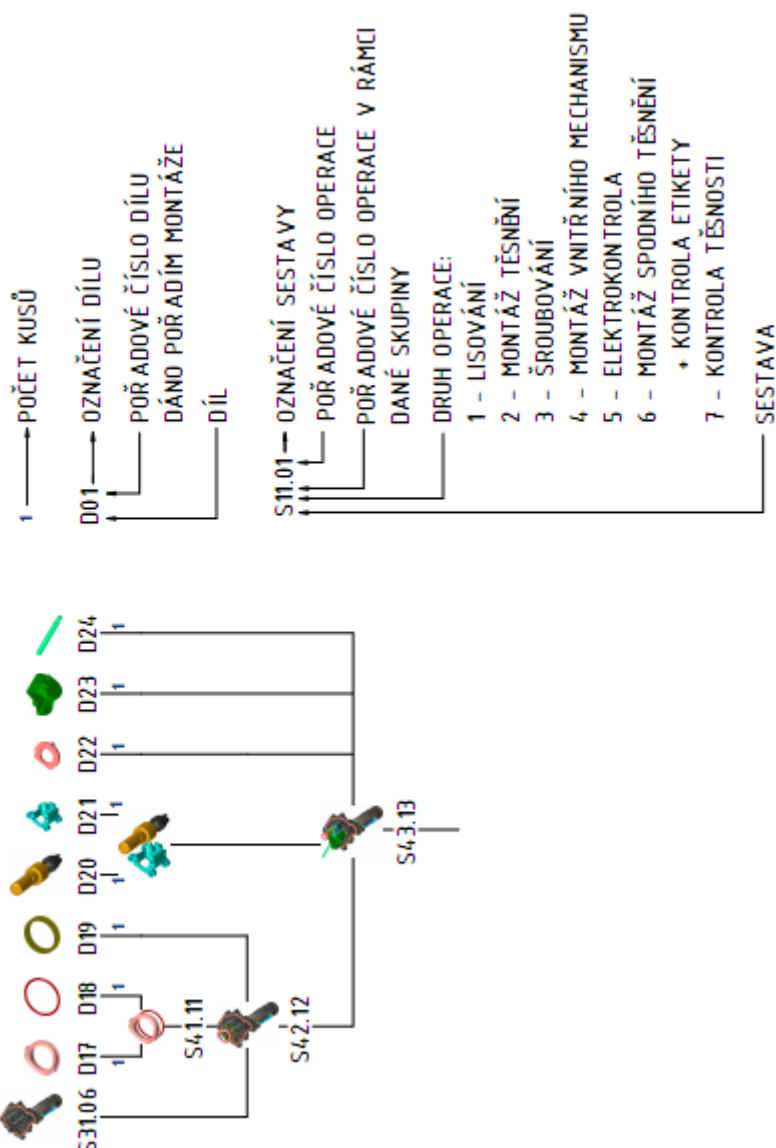 S31.06 D17 D18 D19 D20 D21 D22 D23 D24
1 1 1 1 1 1 1 1
S41.11
S42.12
S43.13
1 POČET KUSŮ
D01 OZNAČENÍ DÍLU
POŘADOVÉ ČÍSLO DÍLU
DÁNO POŘADÍM MONTÁŽE
DÍL
S11.01 OZNAČENÍ SESTAVY
POŘADOVÉ ČÍSLO OPERACE
POŘADOVÉ ČÍSLO OPERACE V RÁMCI
DANÉ SKUPINY
DRUH OPERACE:
1 - LISOVÁNÍ
2 - MONTÁŽ TĚSNĚNÍ
3 - ŠROUBOVÁNÍ
4 - MONTÁŽ VNITŘNÍHO MECHANISMU
5 - ELEKTROKONTROLA
6 - MONTÁŽ SPODNÍHO TĚSNĚNÍ
+ KONTROLA ETIKETY
7 - KONTROLA TĚSNOSTI
SESTAVA